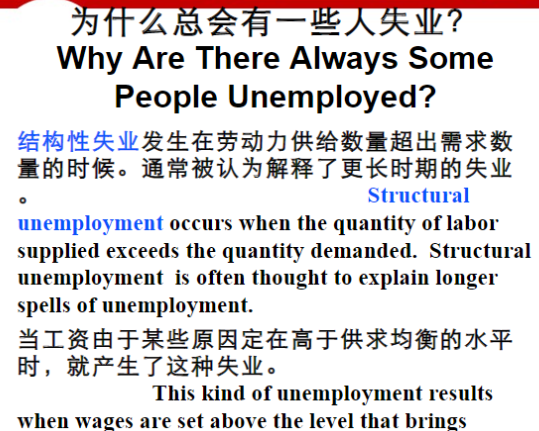 为什么总会有一些人失业?
Why Are There Always Some
People Unemployed?
结构性失业发生在劳动力供给数量超出需求数
量的时候。通常被认为解释了更长时期的失业
。 Structural
unemployment occurs when the quantity of labor
supplied exceeds the quantity demanded. Structural
unemployment is often thought to explain longer
spells of unemployment.
当工资由于某些原因定在高于供求均衡的水平
时，就产生了这种失业。
This kind of unemployment results
when wages are set above the level that brings